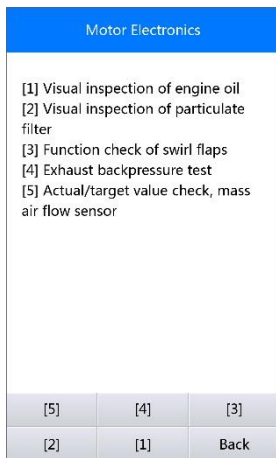 Motor Electronics
[1] Visual inspection of engine oil
[2] Visual inspection of particulate
filter
[3] Function check of swirl flaps
[4] Exhaust backpressure test
[5] Actual/target value check, mass
air flow sensor
[5] [4] [3]
[2] [1] Back